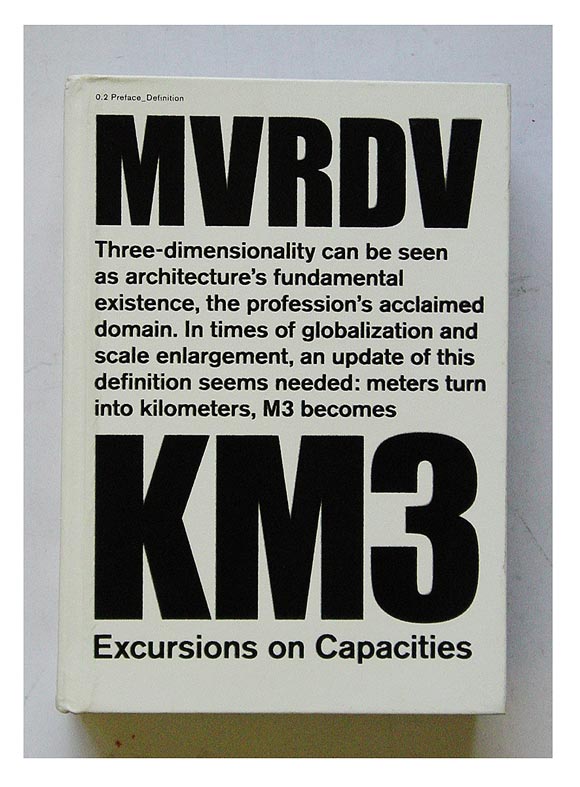 0.2 Preface_Definition
MVRDV
Three-dimensionality can be seen
as architecture's fundamental
existence, the profession's acclaimed
domain. In times of globalization and
scale enlargement, an update of this
definition seems needed: meters turn
into kilometers, M3 becomes
KM3
Excursions on Capacities